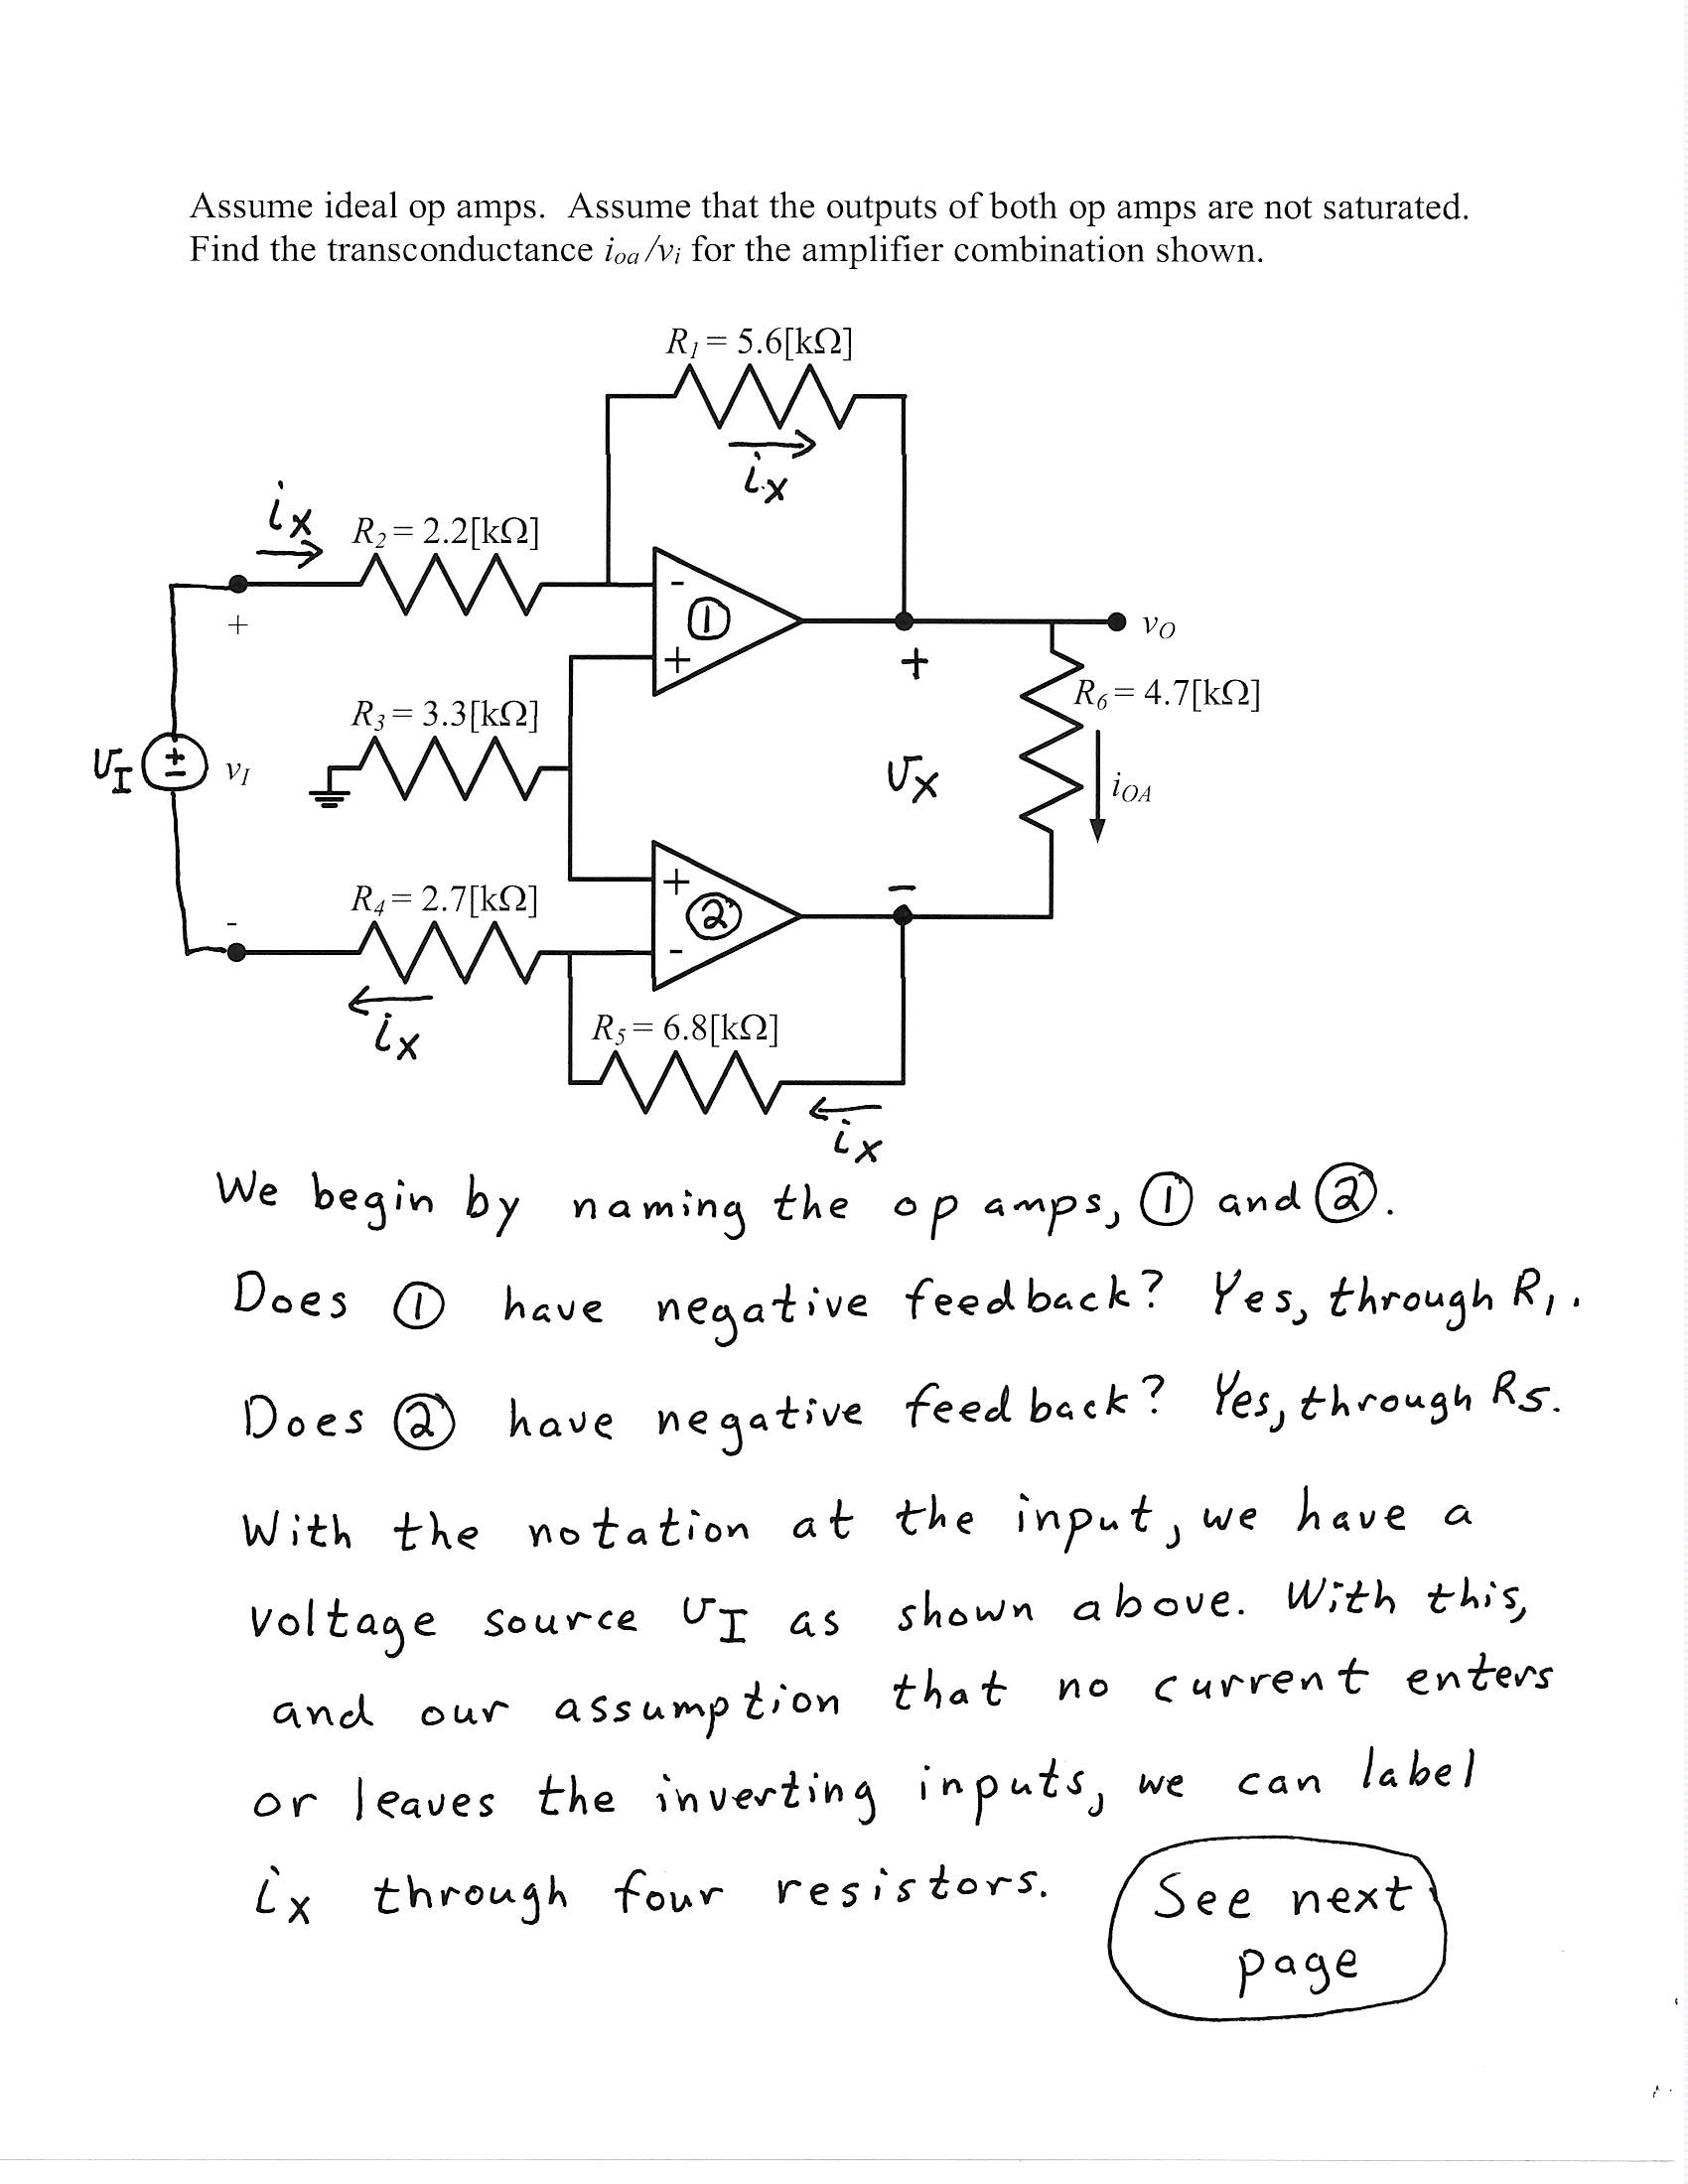 Assume ideal op amps.  Assume that the outputs of both op amps are not saturated.
Find the transconductance ioa/vi for the amplifier combination shown.
R1= 5.6[kΩ]
ix
ix
R2= 2.2[kΩ]
-
①
+
+
vO
+
R6= 4.7[kΩ]
R3= 3.3[kΩ]
vI
±
vI
vX
iOA
R4= 2.7[kΩ]
+
②
-
-
-
ix
R5= 6.8[kΩ]
ix
We begin by naming the op amps, ① and ②.
Does ① have negative feedback? Yes, through R1.
Does ② have negative feedback? Yes, through R5.
With the notation at the input, we have a
voltage source vI as shown above. With this,
and our assumption that no current enters
or leaves the inverting inputs, we can label
ix through four resistors.
See next
page